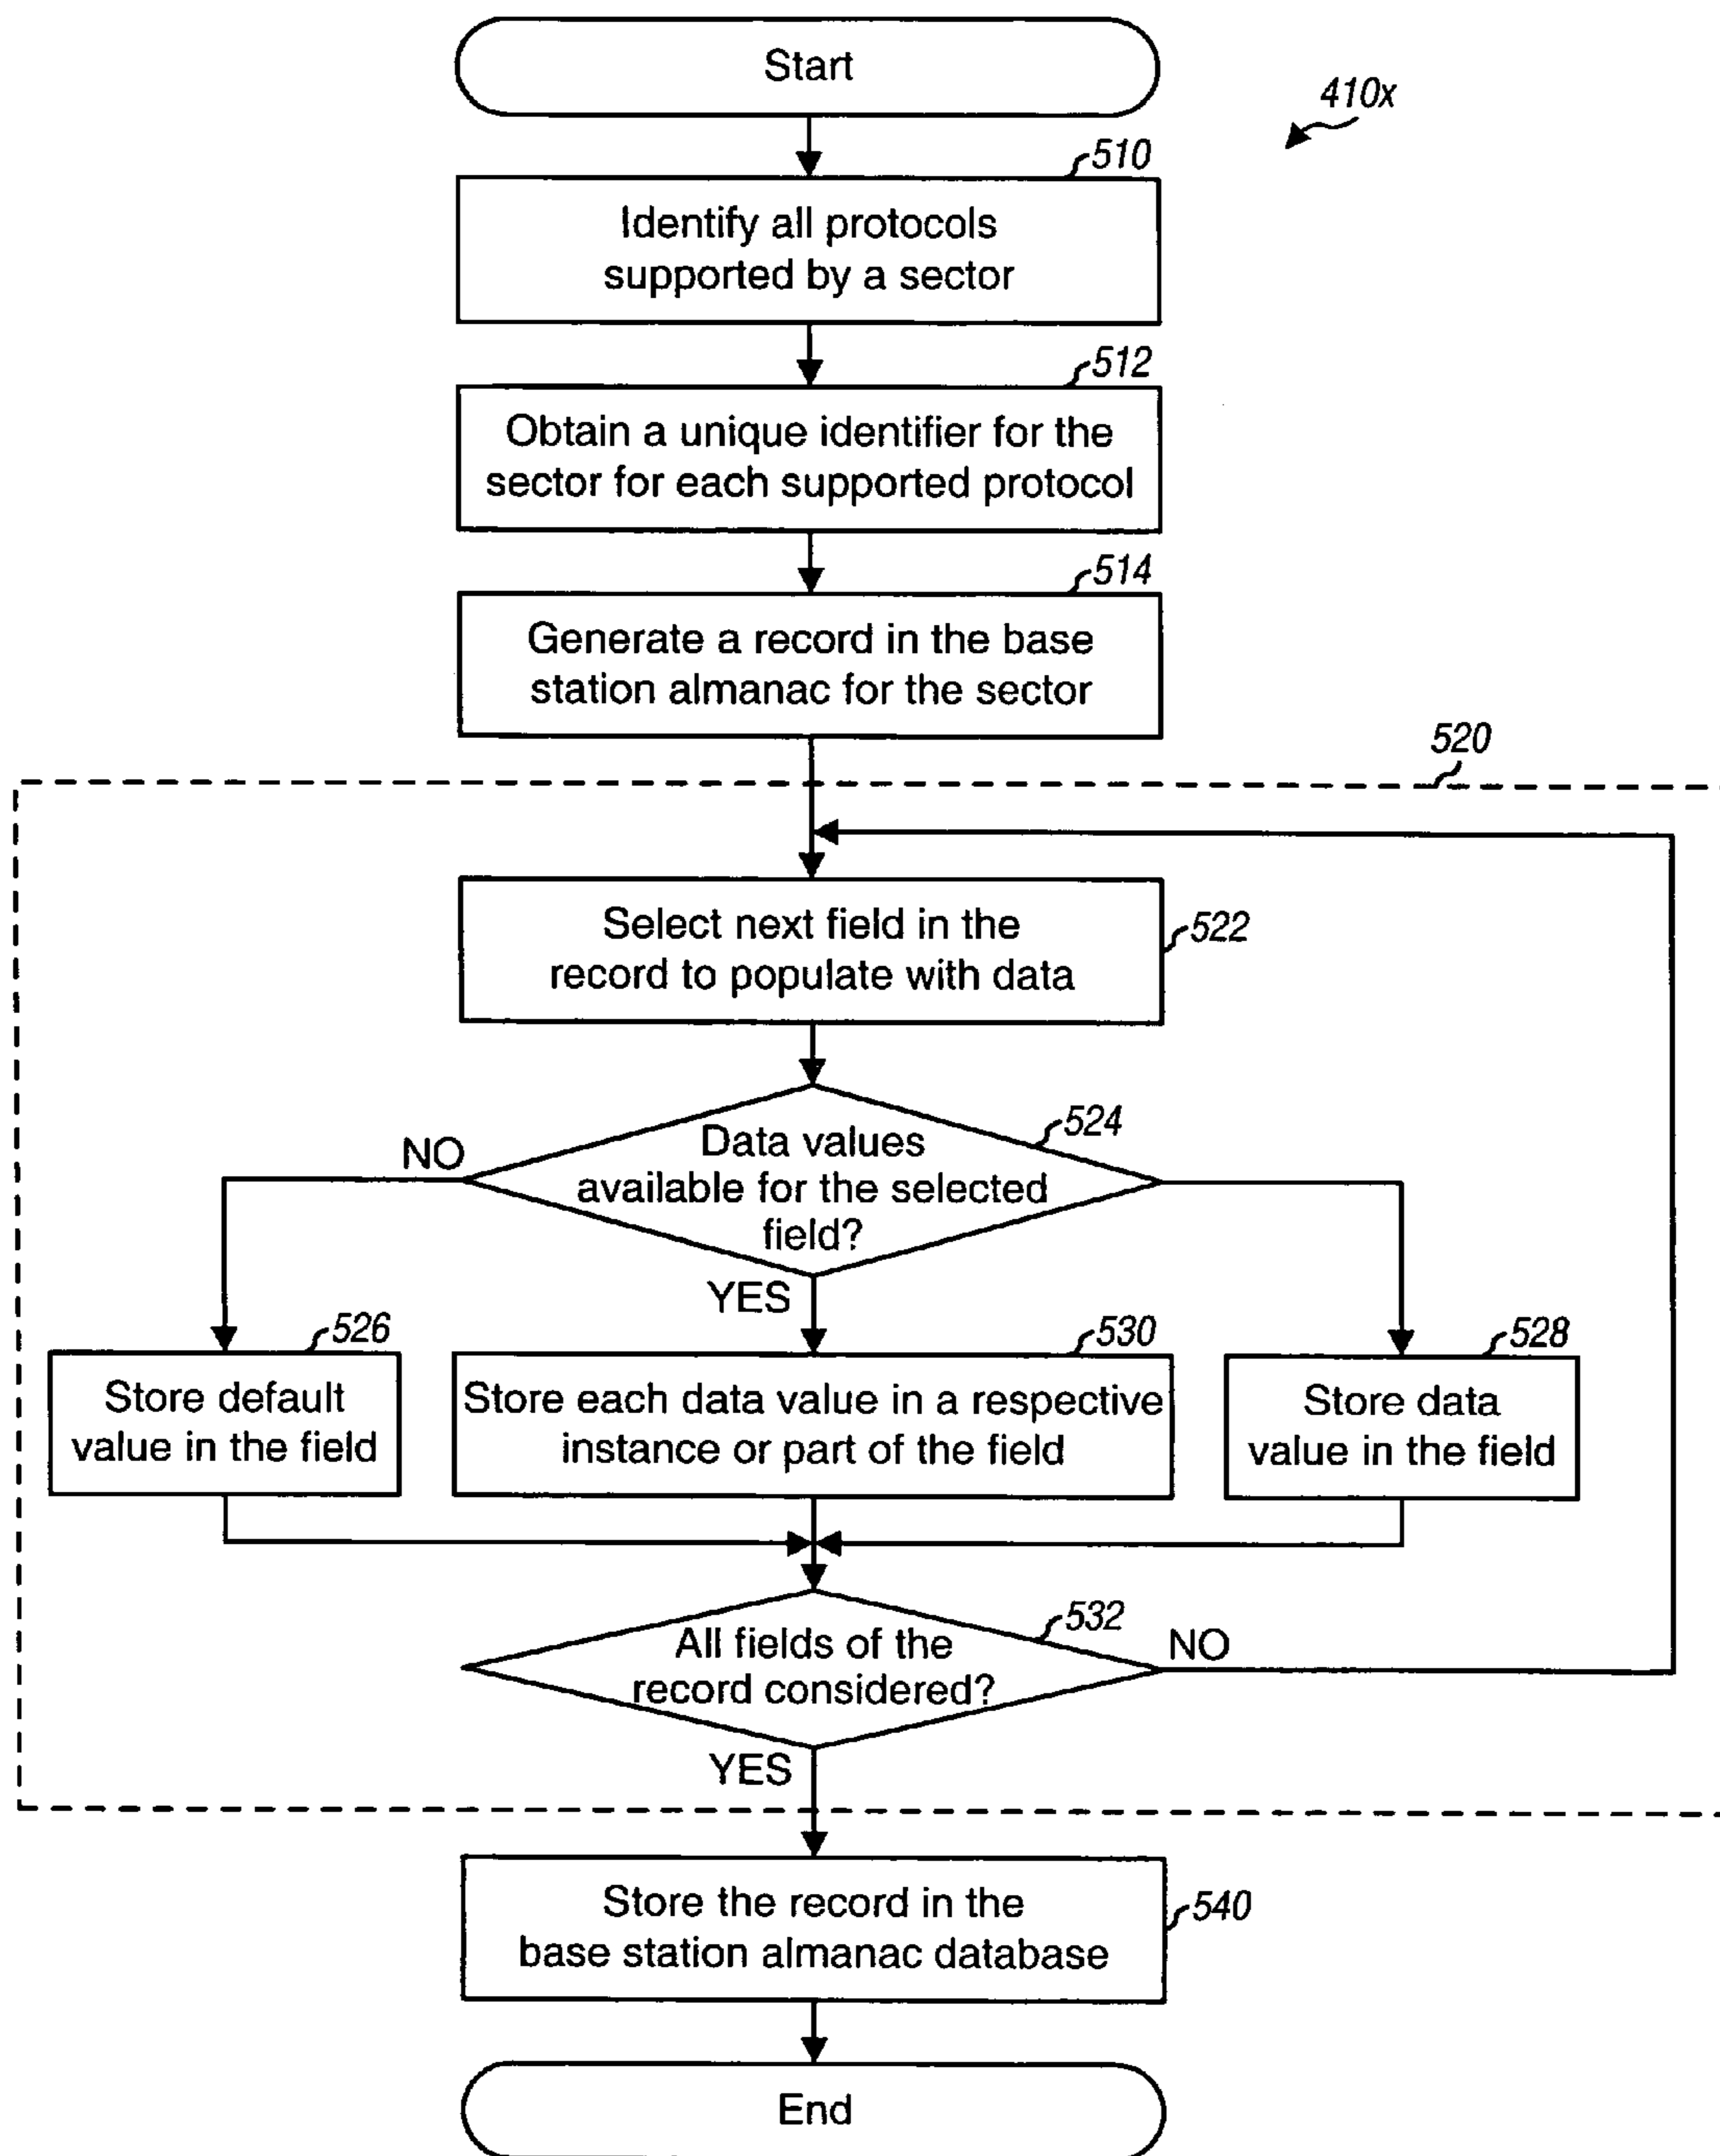 Start
410x
510
Identify all protocols
supported by a sector
512
Obtain a unique identifier for the
sector for each supported protocol
514
Generate a record in the base
station almanac for the sector
520
Select next field in the
record to populate with data
522
524
NO
Data values
available for the selected
field?
YES
526
530
528
Store default
value in the field
Store each data value in a respective
instance or part of the field
Store data
value in the field
532
All fields of the
record considered?
NO
YES
Store the record in the
base station almanac database
540
End